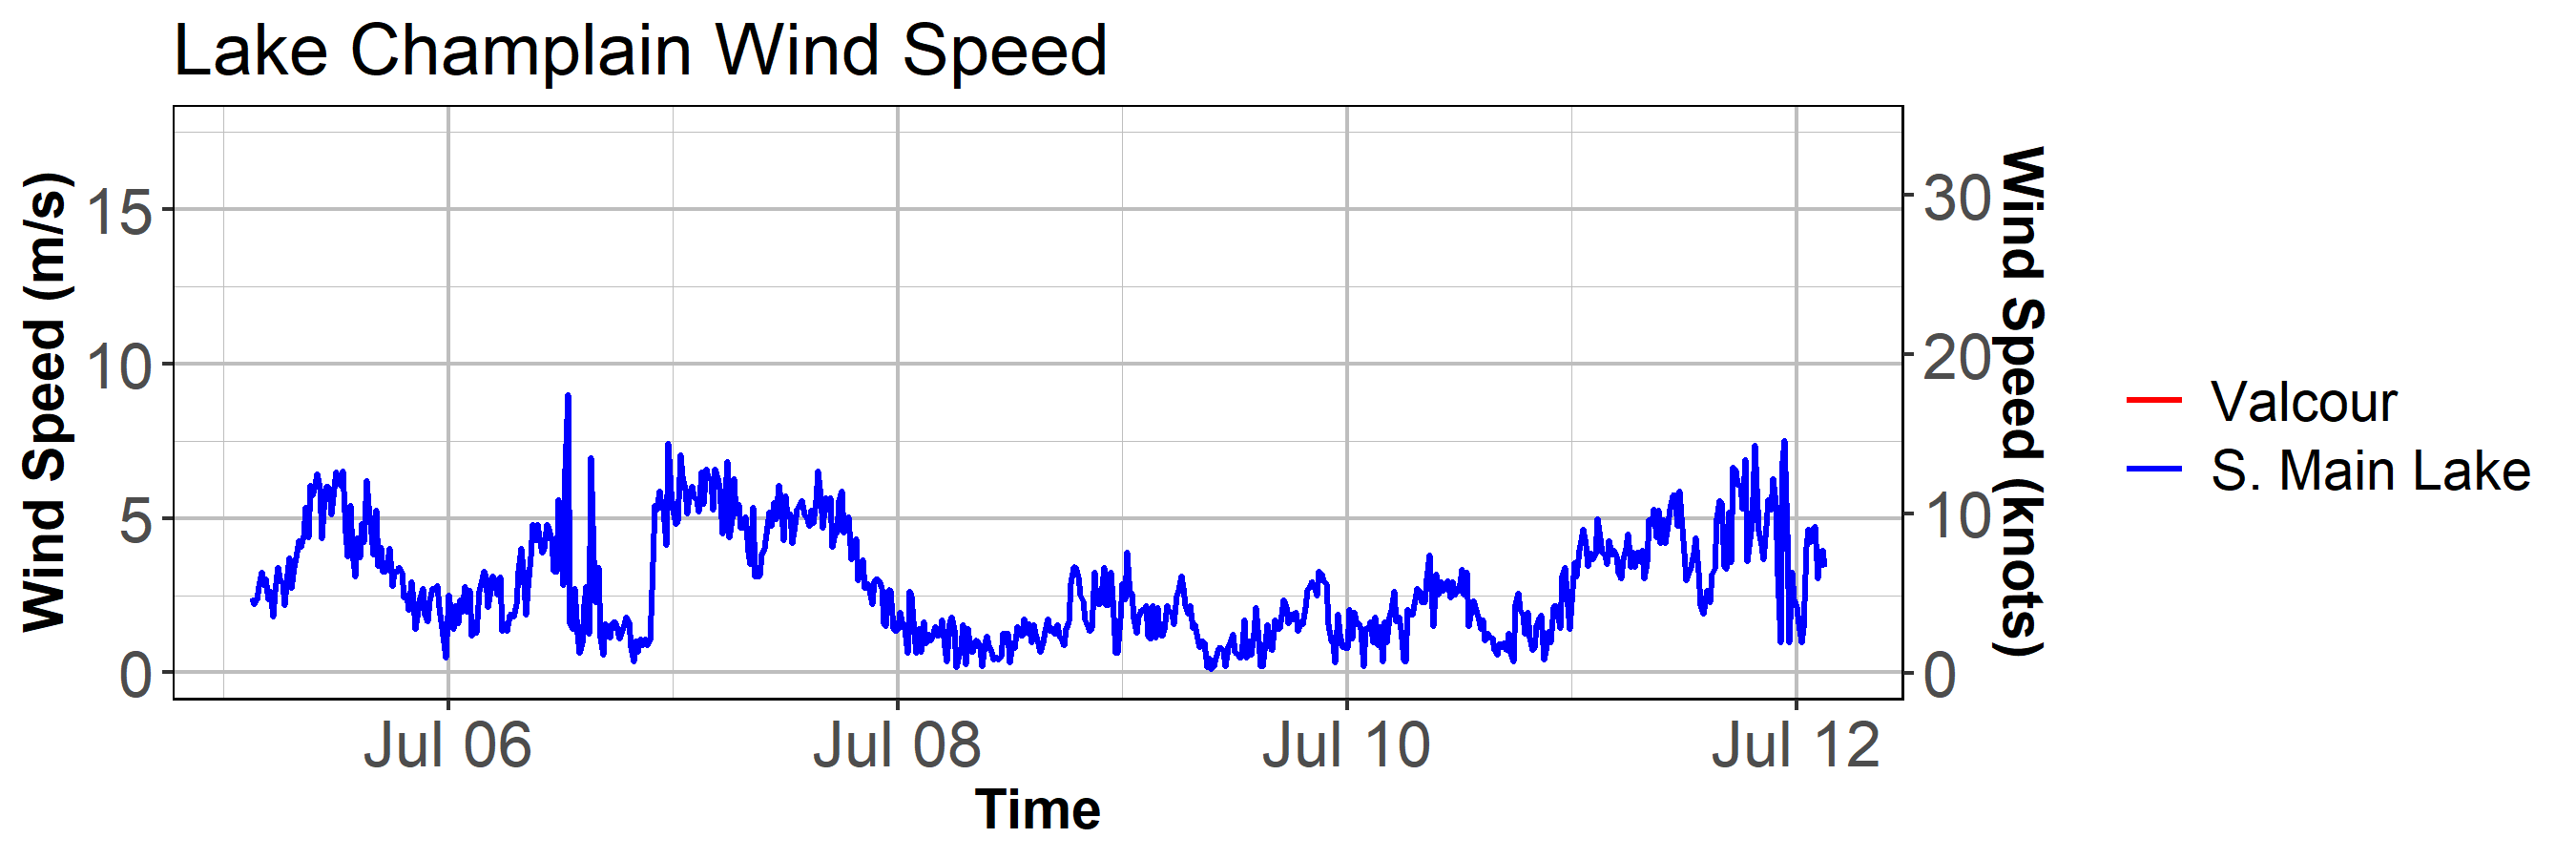 Lake Champlain Wind Speed
Wind Speed (m/s)
15
10
5
0
30
20
10
0
Wind Speed (knots)
Jul 06
Jul 08
Jul 10
Jul 12
Time
Valcour
S. Main Lake